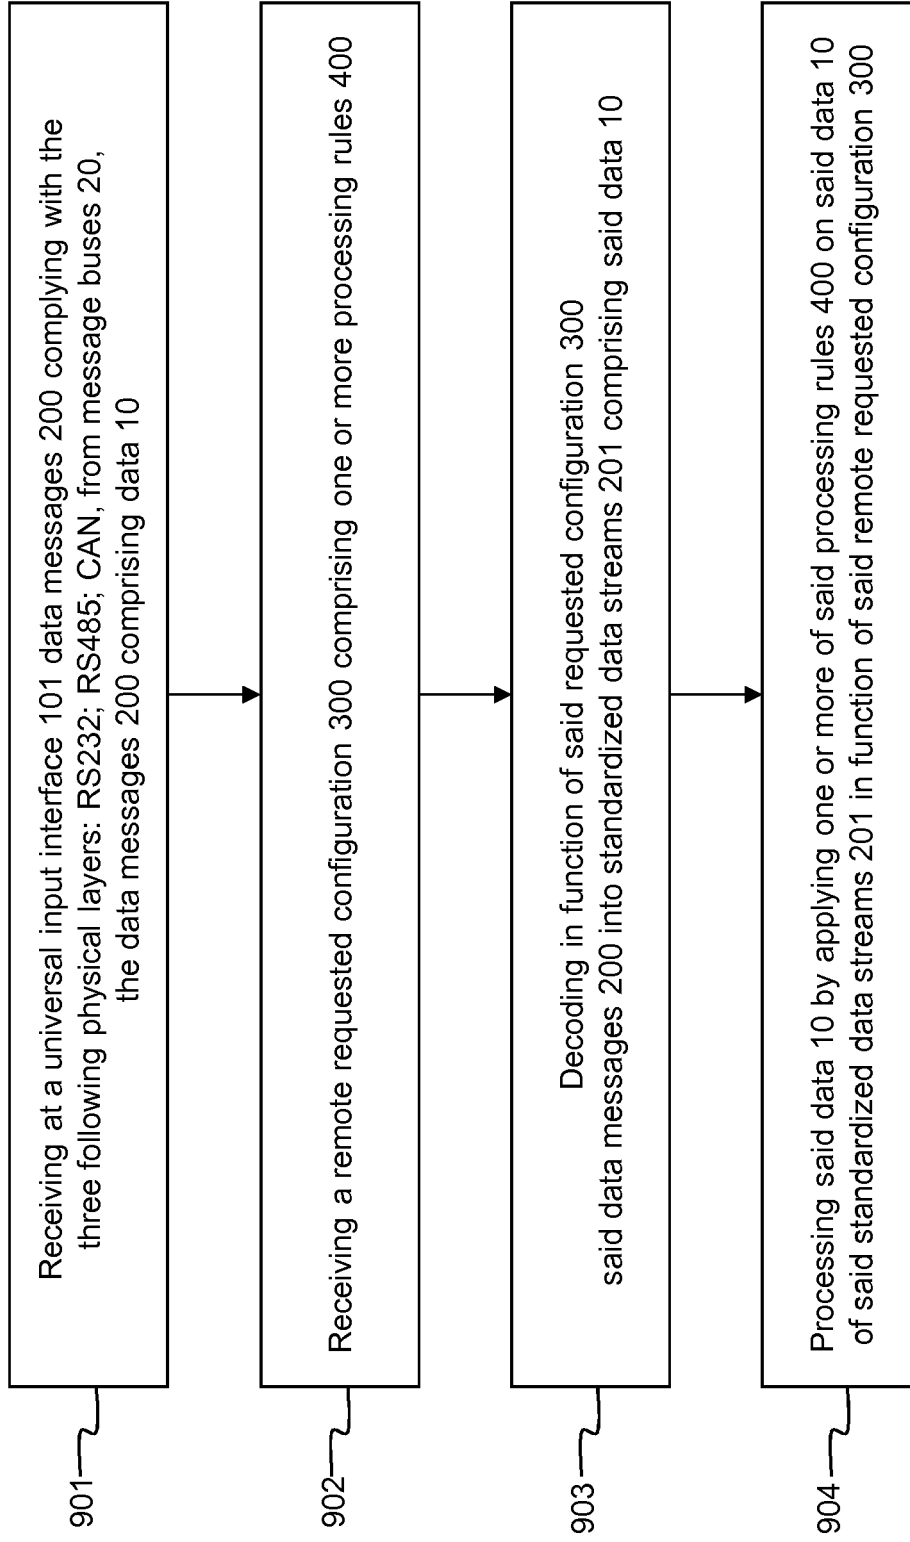 901
Receiving at a universal input interface 101 data messages 200 complying with the
three following physical layers: RS232; RS485; CAN, from message buses 20,
the data messages 200 comprising data 10
902
Receiving a remote requested configuration 300 comprising one or more processing rules 400
903
Decoding in function of said requested configuration 300
said data messages 200 into standardized data streams 201 comprising said data 10
904
Processing said data 10 by applying one or more of said processing rules 400 on said data 10
of said standardized data streams 201 in function of said remote requested configuration 300